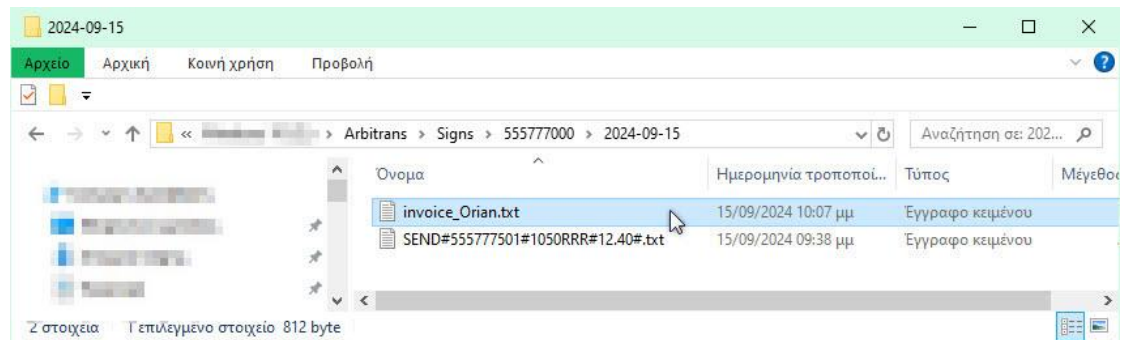 2024-09-15
Αρχείο Αρχική Κοινή χρήση Προβολή
« > Arbitrans > Signs > 555777000 > 2024-09-15 Αναζήτηση σε: 202...
Όνομα Ημερομηνία τροποποί... Τύπος Μέγεθος
invoice_Orian.txt 15/09/2024 10:07 μμ Έγγραφο κειμένου
SEND#555777501#1050RRR#12.40#.txt 15/09/2024 09:38 μμ Έγγραφο κειμένου
2 στοιχεία 1 επιλεγμένο στοιχείο 812 byte